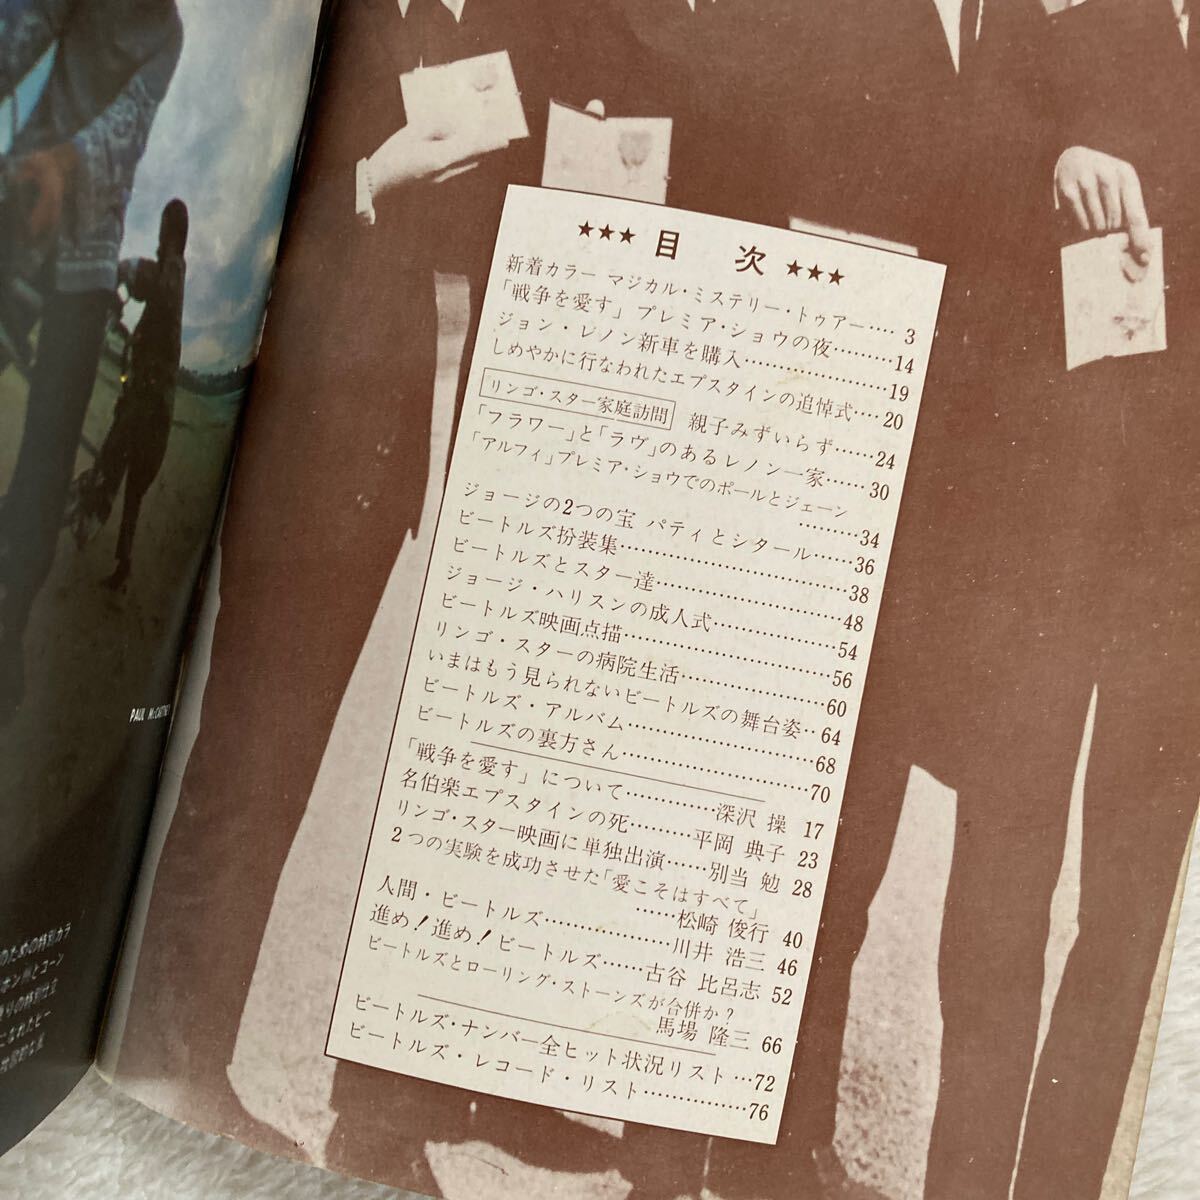 PAUL McCARTNEY
のための特別カラ
★★★ 目 次 ★★★
新着カラー マジカル・ミステリー・トゥアー…… 3
「戦争を愛す」 プレミア・ショウの夜………14
ジョン・レノン新車を購入…………………19
しめやかに行なわれたエプスタインの追悼式……20
リンゴ・スター家庭訪問 親子みずいらず……24
「フラワー」と「ラヴ」のあるレノン一家……30
「アルフィ」プレミア・ショウでのポールとジェーン
………34
ジョージの2つの宝 パティとシタール……36
ビートルズ扮装集……………………38
ビートルズとスター達…………………48
ジョージ・ハリスンの成人式……………54
ビートルズ映画点描……………………56
リンゴ・スターの病院生活………………60
いまはもう見られないビートルズの舞台姿‥64
ビートルズ・アルバム…………………68
ビートルズの裏方さん…………………70
「戦争を愛す」について…………深沢 操 17
名伯楽エプスタインの死………平岡 典子 23
リンゴ・スター映画に単独出演……別当 勉 28
2つの実験を成功させた「愛こそはすべて」
……松崎 俊行 40
人間・ビートルズ…………………川井 浩三 46
進め！進め！ビートルズ……古谷 比呂志 52
ビートルズとローリング・ストーンズが合併か？
馬場 隆三 66
ビートルズ・ナンバー全ヒット状況リスト…72
ビートルズ・レコード・リスト……………76